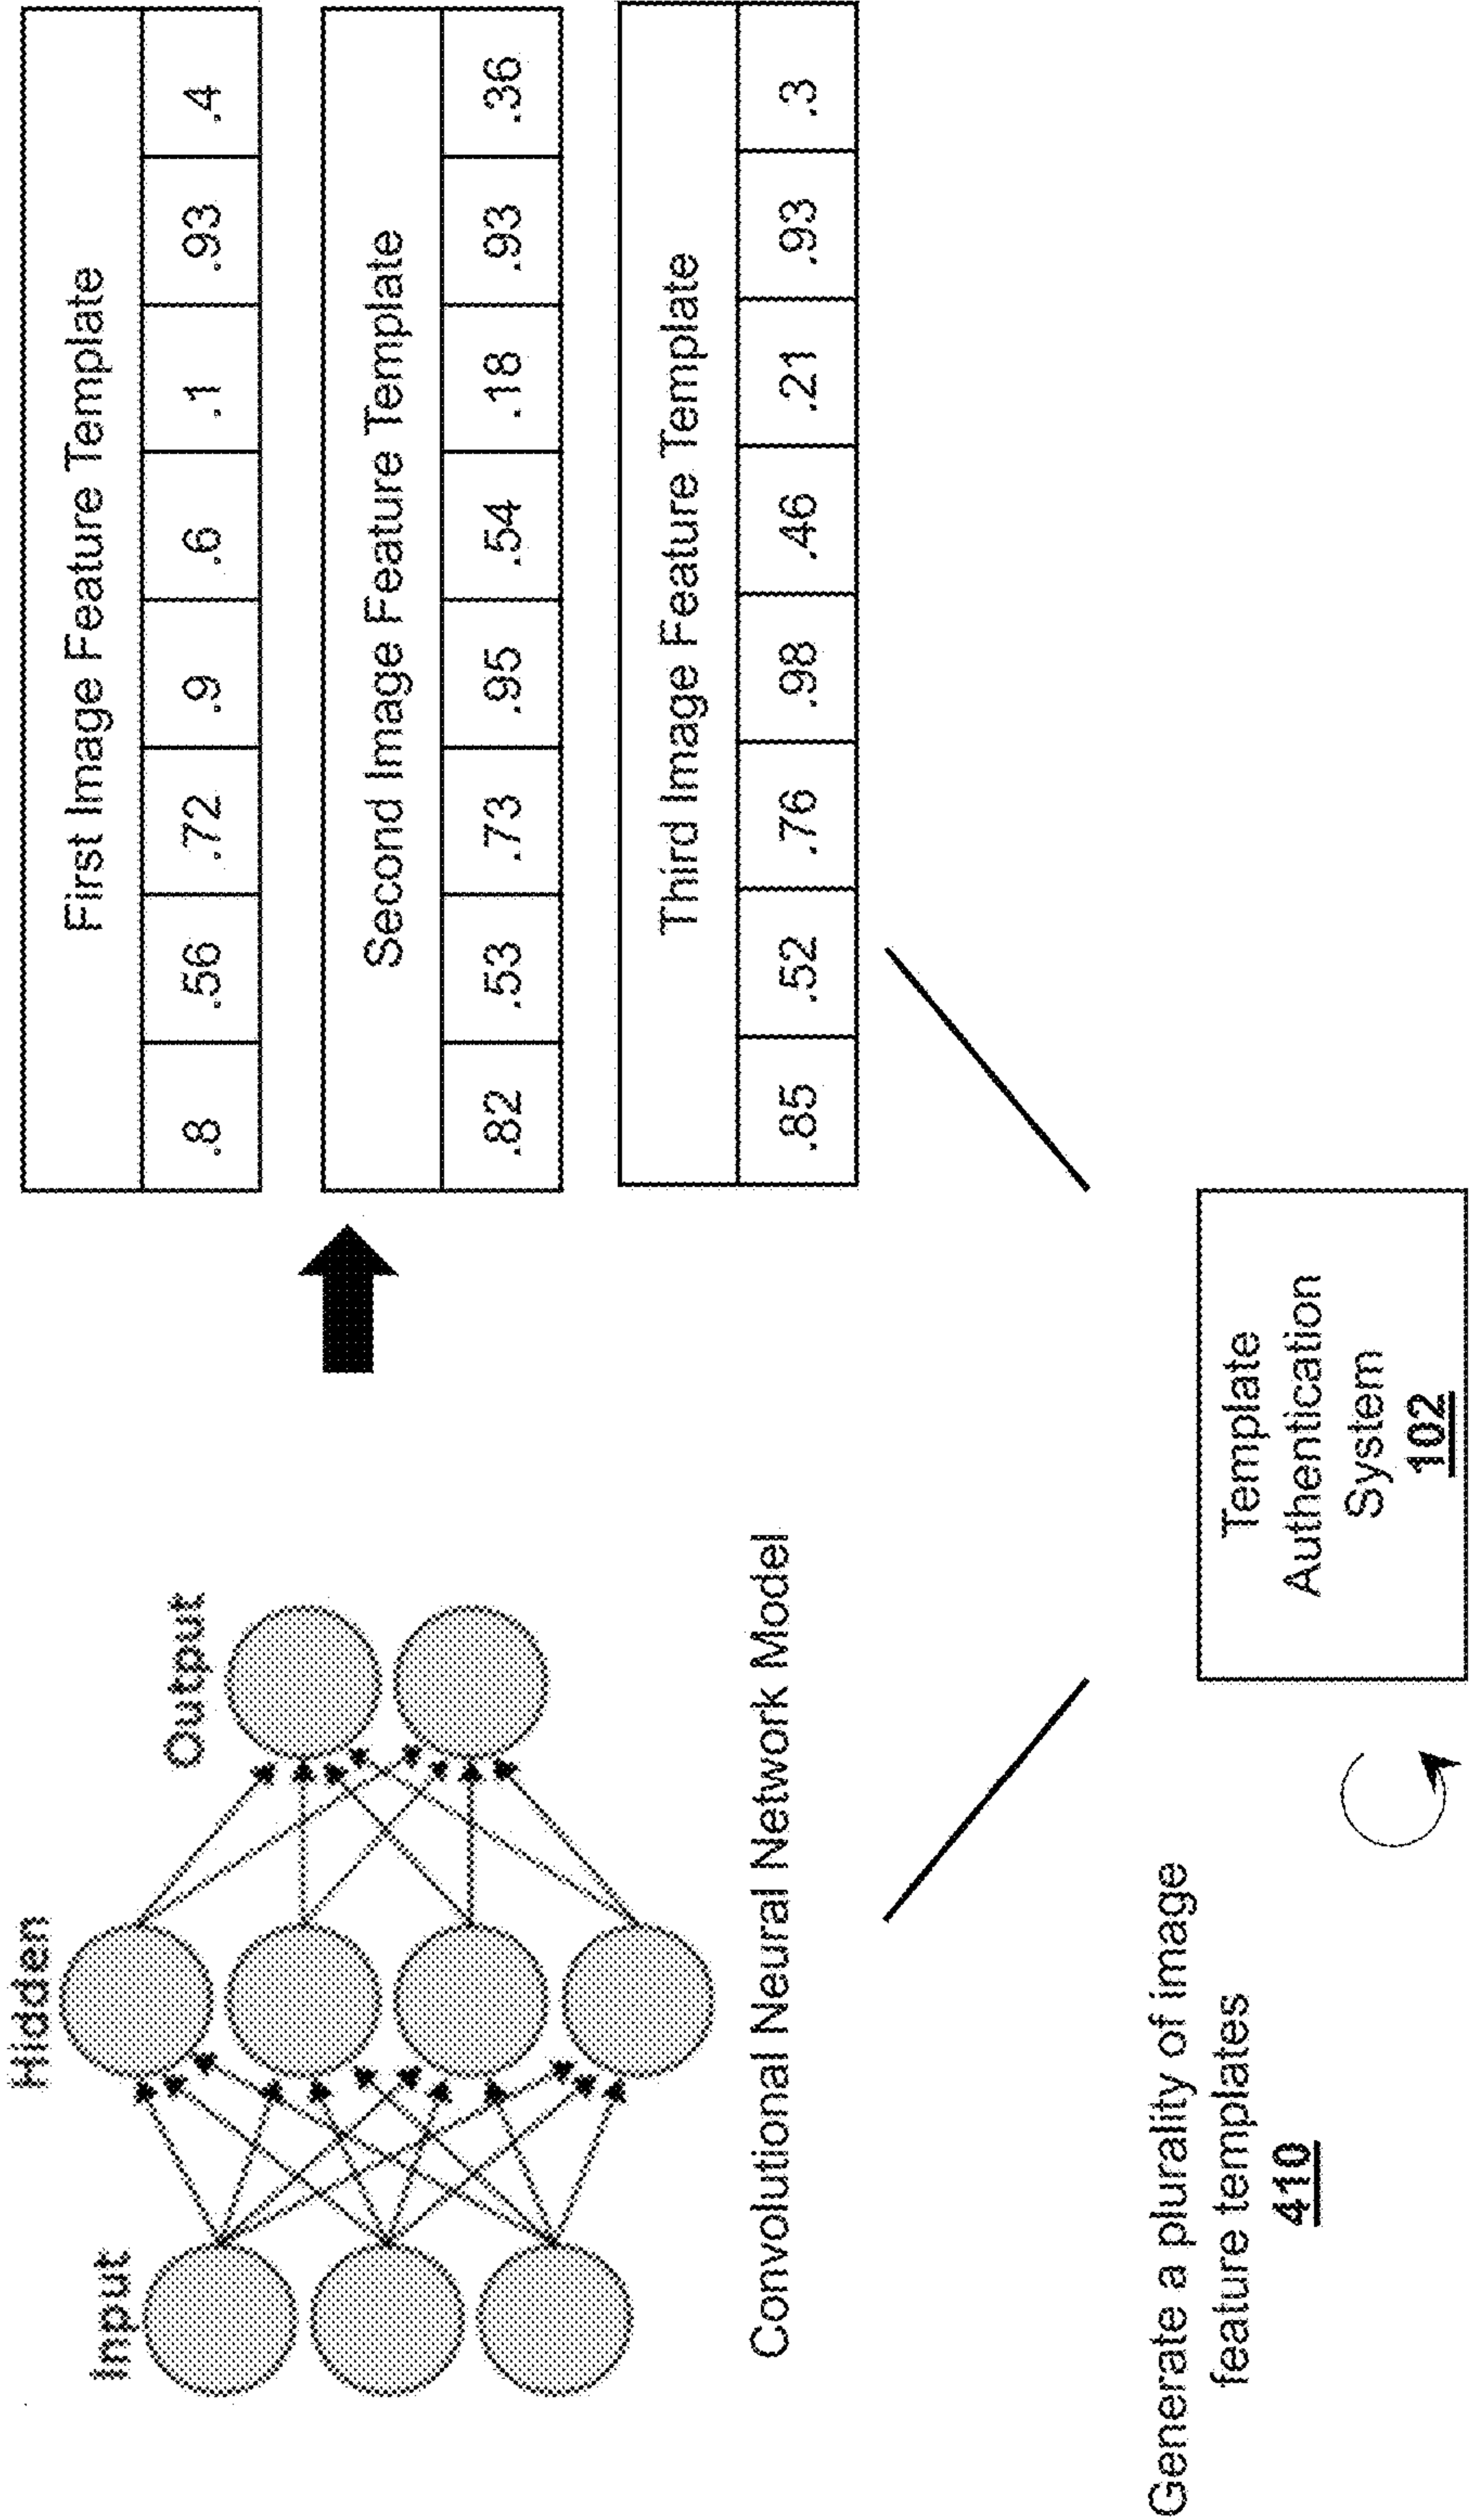 Input
Hidden
Output
Convolutional Neural Network Model
First Image Feature Template
.8 .56 .72 .9 .6 .1 .93 .4
Second Image Feature Template
.82 .53 .73 .95 .54 .18 .93 .36
Third Image Feature Template
.85 .52 .76 .98 .46 .21 .93 .3
Generate a plurality of image
feature templates
410
Template
Authentication
System
102